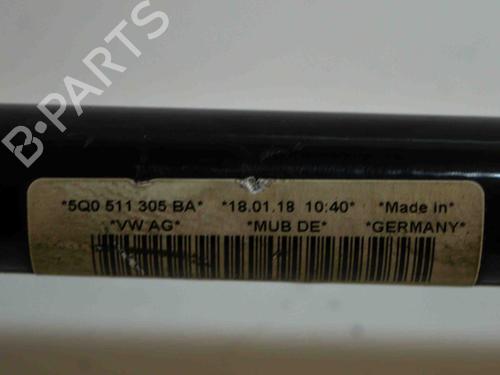 B-PARTS
*5Q0 511 305 BA* *18.01.18 10:40* *Made in*
*VW AG* *MUB DE* *GERMANY*